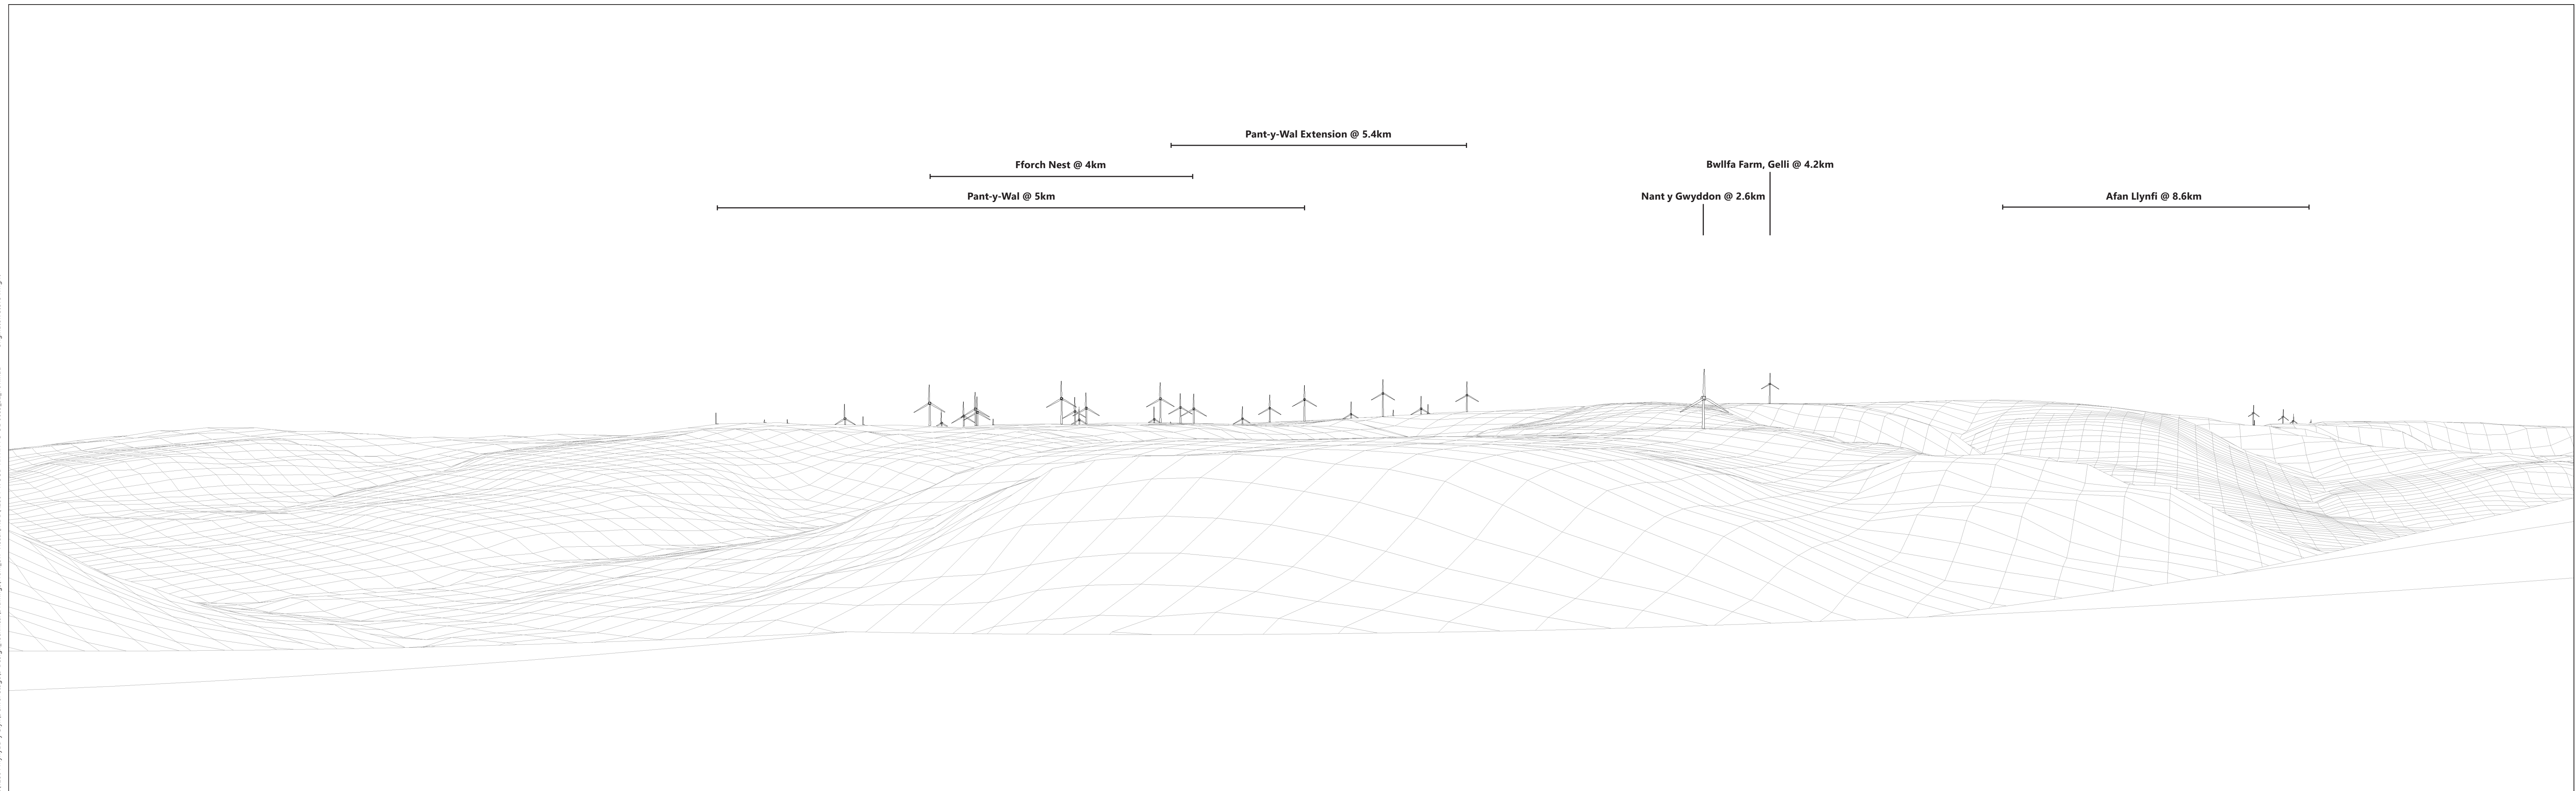 Pant-y-Wal Extension @ 5.4km
Fforch Nest @ 4km
Bwllfa Farm, Gelli @ 4.2km
Pant-y-Wal @ 5km
Nant y Gwyddon @ 2.6km
Afan Llynfi @ 8.6km